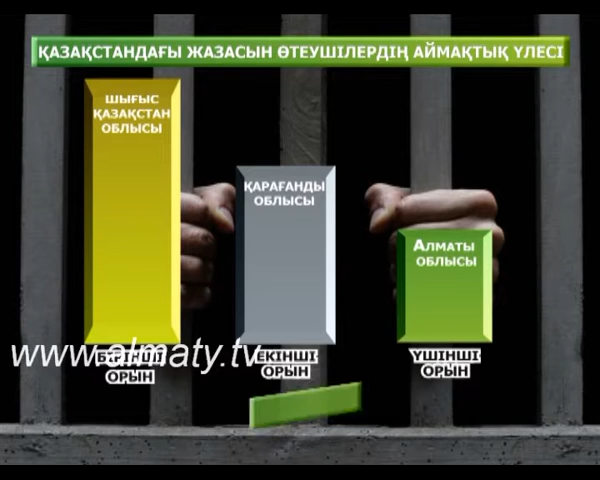 ҚАЗАҚСТАНДАҒЫ ЖАЗАСЫН ӨТЕУШІЛЕРДІҢ АЙМАҚТЫҚ ҮЛЕСІ
ШЫҒЫС
ҚАЗАҚСТАН
ОБЛЫСЫ
ҚАРАҒАНДЫ
ОБЛЫСЫ
АЛМАТЫ
ОБЛЫСЫ
www.almaty.tv
БІРІНШІ
ОРЫН
ЕКІНШІ
ОРЫН
ҮШІНШІ
ОРЫН